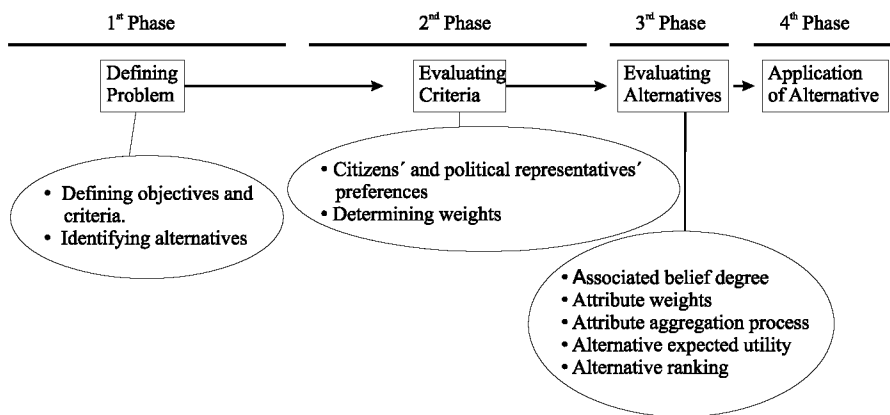 1st Phase
2nd Phase
3rd Phase
4th Phase
Defining
Problem
Evaluating
Criteria
Evaluating
Alternatives
Application
of Alternative
• Defining objectives and
criteria.
• Identifying alternatives
• Citizens´ and political representatives´
preferences
• Determining weights
• Associated belief degree
• Attribute weights
• Attribute aggregation process
• Alternative expected utility
• Alternative ranking